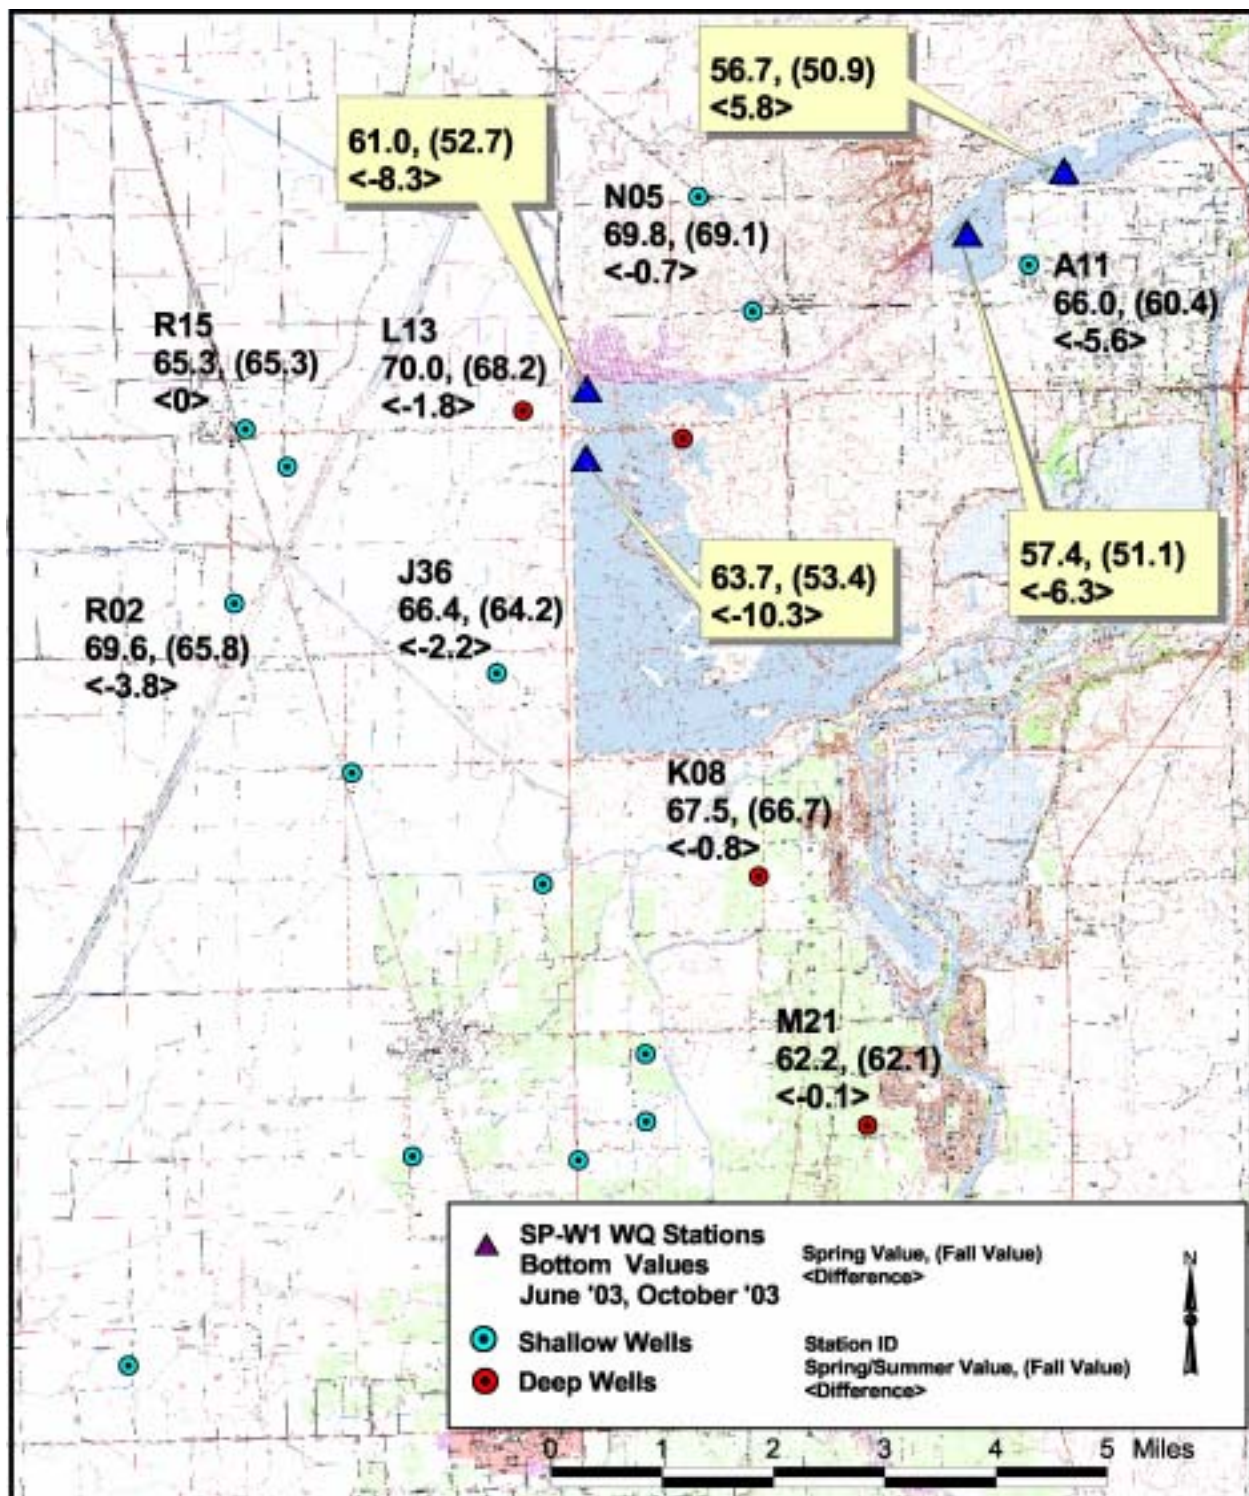 56.7, (50.9)
<5.8>
61.0, (52.7)
<-8.3>
N05
69.8, (69.1)
<-0.7>
A11
66.0, (60.4)
<-5.6>
R15
65.3, (65.3)
<0>
L13
70.0, (68.2)
<-1.8>
57.4, (51.1)
<-6.3>
63.7, (53.4)
<-10.3>
J36
66.4, (64.2)
<-2.2>
R02
69.6, (65.8)
<-3.8>
K08
67.5, (66.7)
<-0.8>
M21
62.2, (62.1)
<-0.1>
SP-W1 WQ Stations
Bottom Values
June '03, October '03
Spring Value, (Fall Value)
<Difference>
N
Shallow Wells
Deep Wells
Station ID
Spring/Summer Value, (Fall Value)
<Difference>
0 1 2 3 4 5 Miles